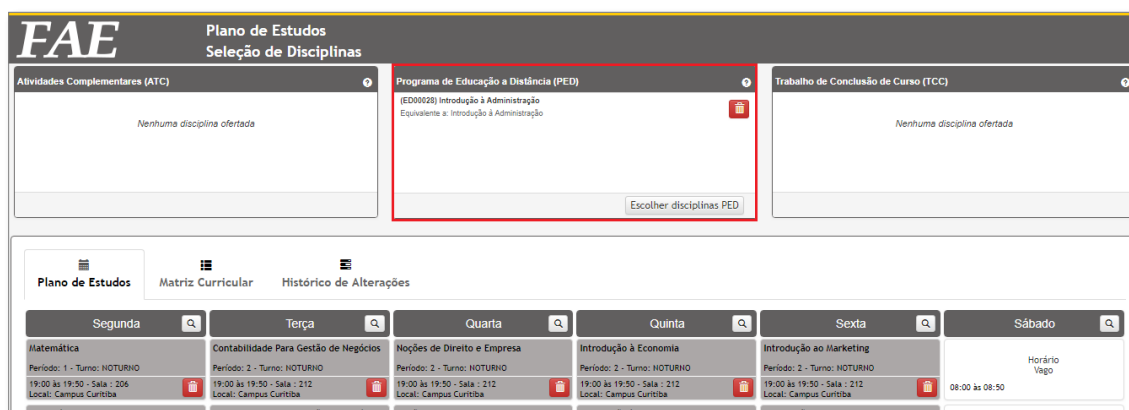 FAE
Plano de Estudos
Seleção de Disciplinas
Atividades Complementares (ATC)
Nenhuma disciplina ofertada
Programa de Educação a Distância (PED)
(ED00028) Introdução à Administração
Equivalente a: Introdução à Administração
Escolher disciplinas PED
Trabalho de Conclusão de Curso (TCC)
Nenhuma disciplina ofertada
Plano de Estudos
Matriz Curricular
Histórico de Alterações
Segunda
Terça
Quarta
Quinta
Sexta
Sábado
Matemática
Período: 1 - Turno: NOTURNO
19:00 às 19:50 - Sala : 206
Local: Campus Curitiba
Contabilidade Para Gestão de Negócios
Período: 2 - Turno: NOTURNO
19:00 às 19:50 - Sala : 212
Local: Campus Curitiba
Noções de Direito e Empresa
Período: 2 - Turno: NOTURNO
19:00 às 19:50 - Sala : 212
Local: Campus Curitiba
Introdução à Economia
Período: 2 - Turno: NOTURNO
19:00 às 19:50 - Sala : 212
Local: Campus Curitiba
Introdução ao Marketing
Período: 2 - Turno: NOTURNO
19:00 às 19:50 - Sala : 212
Local: Campus Curitiba
Horário
Vago
08:00 às 08:50